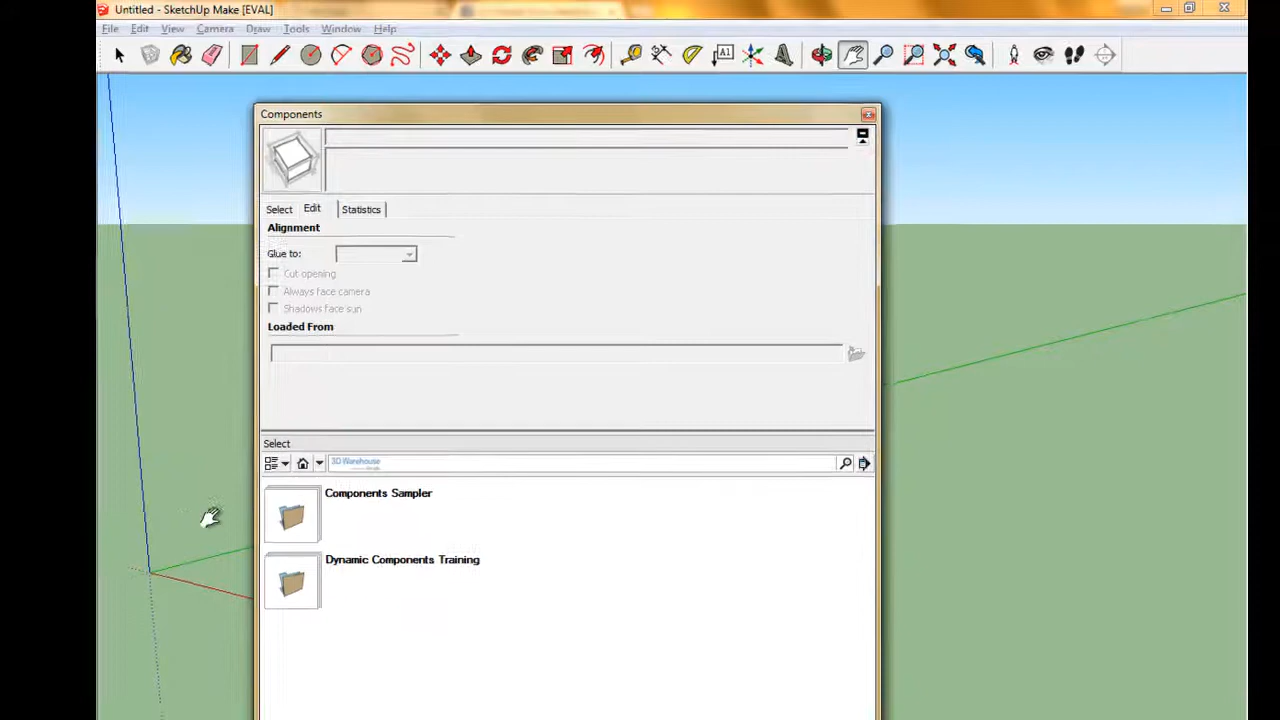 Untitled - SketchUp Make [EVAL]
File Edit View Camera Draw Tools Window Help
A1
Components
Select Edit Statistics
Alignment
Glue to:
Cut opening
Always face camera
Shadows face sun
Loaded From
Select
3D Warehouse
Components Sampler
Dynamic Components Training